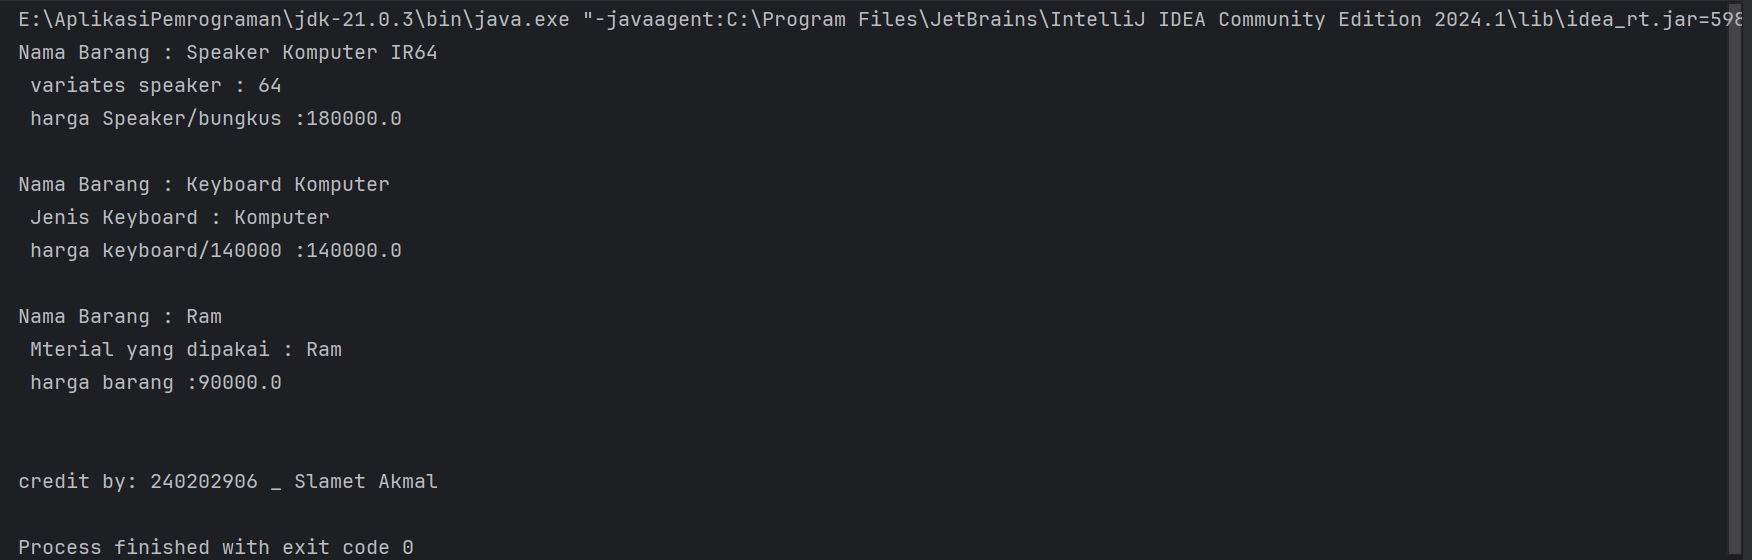 E:\AplikasiPemrograman\jdk-21.0.3\bin\java.exe "-javaagent:C:\Program Files\JetBrains\IntelliJ IDEA Community Edition 2024.1\lib\idea_rt.jar=598
Nama Barang : Speaker Komputer IR64
variates speaker : 64
harga Speaker/bungkus :180000.0
Nama Barang : Keyboard Komputer
Jenis Keyboard : Komputer
harga keyboard/140000 :140000.0
Nama Barang : Ram
Mterial yang dipakai : Ram
harga barang :90000.0
credit by: 240202906 _ Slamet Akmal
Process finished with exit code 0